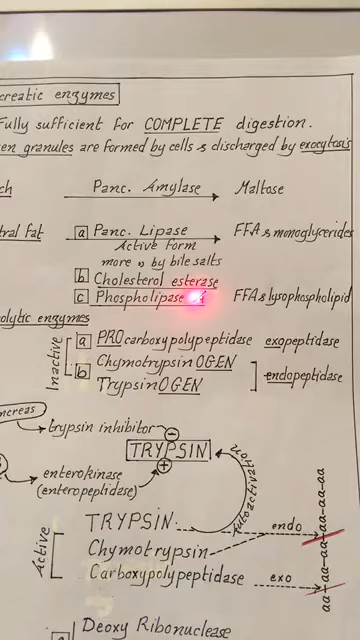 creatic enzymes
Fully sufficient for COMPLETE digestion.
en granules are formed by cells & discharged by exocytosis
ch Panc. Amylase Maltose
tral fat a Panc. Lipase FFA & monoglycerides
Active form
more by bile salts
b Cholesterol esterase
c Phospholipase FFA & lysophospholipid
olytic enzymes
Inactive
a PROcarboxypolypeptidase exopeptidase
b ChymotrypsinOGEN
TrypsinOGEN
endopeptidase
ncreas
trypsin inhibitor
TRYPSIN
enterokinase
(enteropeptidase)
Autoactivation
Active
TRYPSIN endo
Chymotrypsin
Carboxypolypeptidase exo
aa-aa-aa-aa-aa-aa-aa
Deoxy Ribonuclease